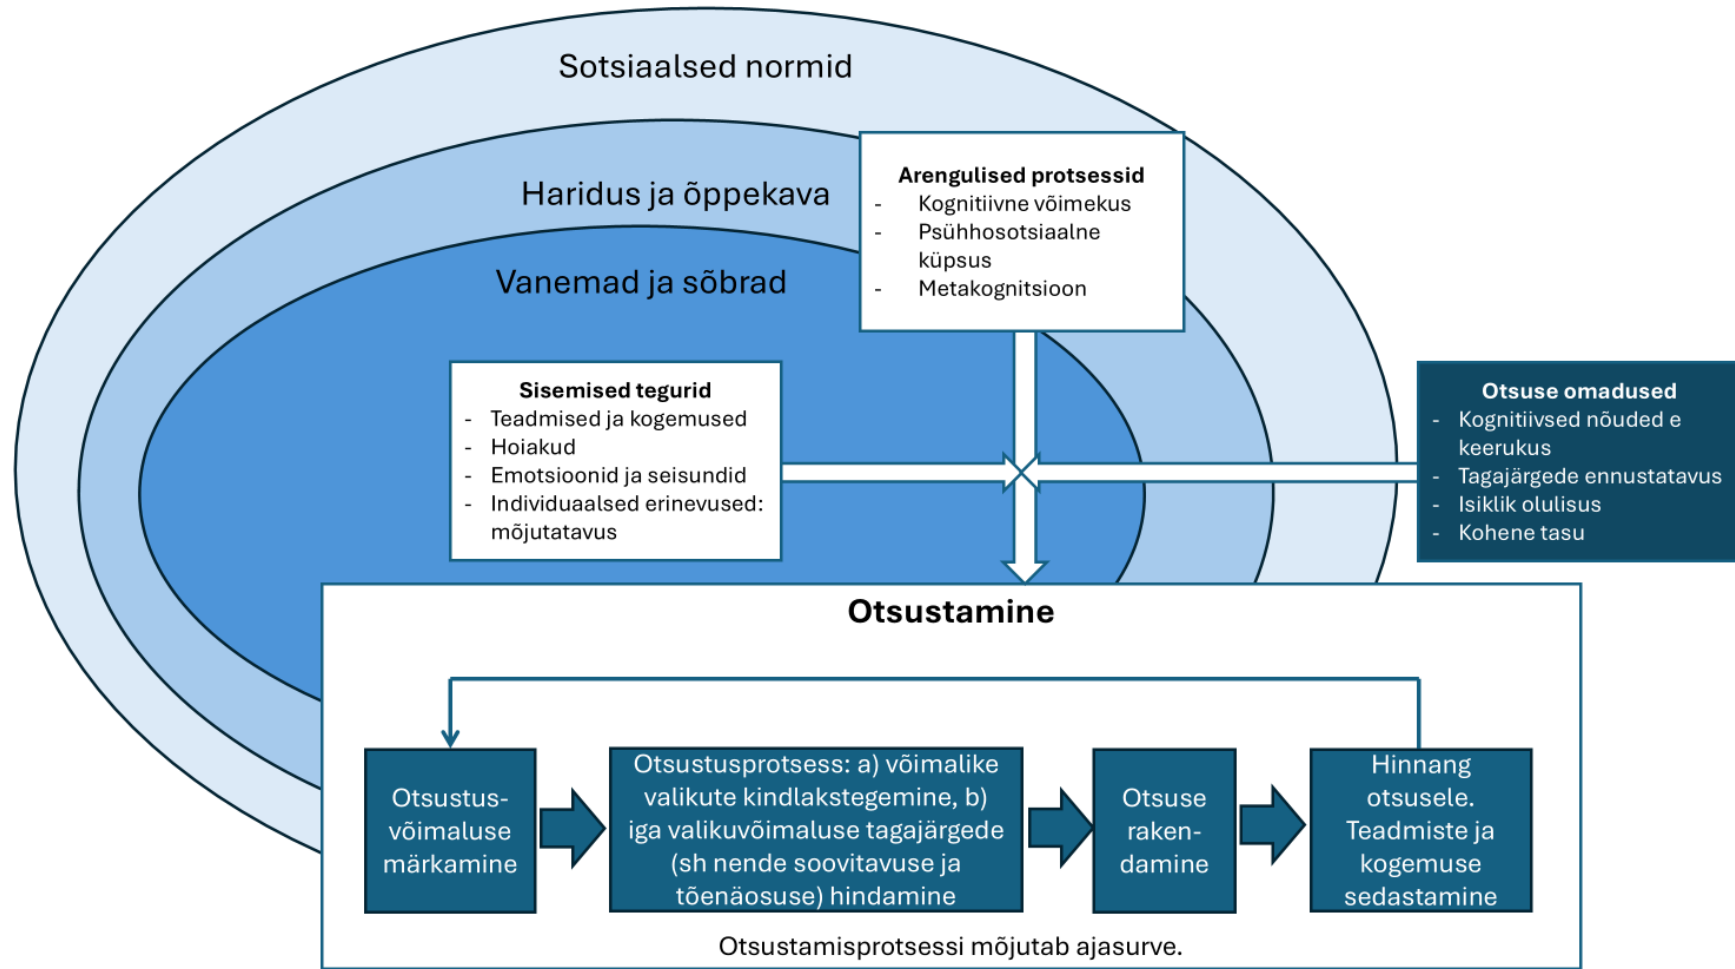 Sotsiaalsed normid
Haridus ja õppekava
Vanemad ja sõbrad
Arengulised protsessid
- Kognitiivne võimekus
- Psühhosotsiaalne
küpsus
- Metakognitsioon
Sisemised tegurid
- Teadmised ja kogemused
- Hoiakud
- Emotsioonid ja seisundid
- Individuaalsed erinevused:
mõjutatavus
Otsuse omadused
- Kognitiivsed nõuded e
keerukus
- Tagajärgede ennustatavus
- Isiklik olulisus
- Kohene tasu
Otsustamine
Otsustus-
võimaluse
märkamine
Otsustusprotsess: a) võimalike
valikute kindlakstegemine, b)
iga valikuvõimaluse tagajärgede
(sh nende soovitavuse ja
tõenäosuse) hindamine
Otsuse
raken-
damine
Hinnang
otsusele.
Teadmiste ja
kogemuse
sedastamine
Otsustamisprotsessi mõjutab ajasurve.